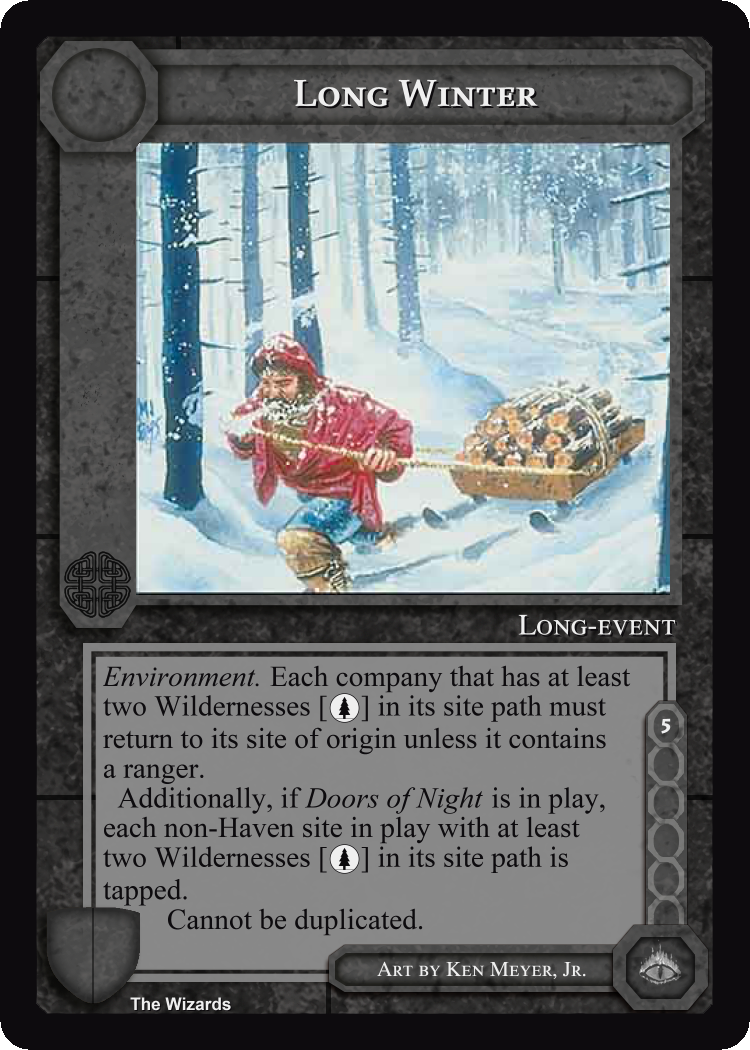 Long Winter
Long-event
Environment. Each company that has at least
two Wildernesses [ ] in its site path must
return to its site of origin unless it contains
a ranger.
Additionally, if Doors of Night is in play,
each non-Haven site in play with at least
two Wildernesses [ ] in its site path is
tapped.
Cannot be duplicated.
5
Art by Ken Meyer, Jr.
The Wizards